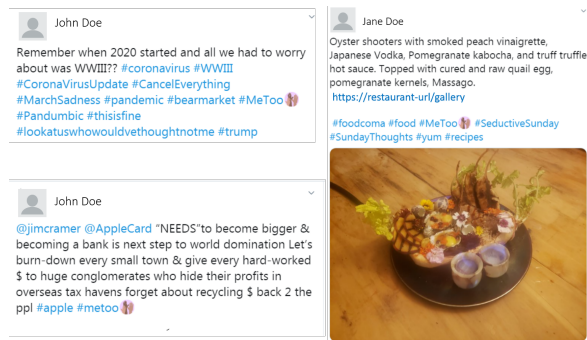 John Doe
Remember when 2020 started and all we had to worry
about was WWIII?? #coronavirus #WWIII
#CoronaVirusUpdate #CancelEverything
#MarchSadness #pandemic #bearmarket #MeToo
#Pandumbic #thisisfine
#lookatuswhowouldvethoughtnotme #trump
John Doe
@jimcramer @AppleCard “NEEDS”to become bigger &
becoming a bank is next step to world domination Let’s
burn-down every small town & give every hard-worked
$ to huge conglomerates who hide their profits in
overseas tax havens forget about recycling $ back 2 the
ppl #apple #metoo
Jane Doe
Oyster shooters with smoked peach vinaigrette,
Japanese Vodka, Pomegranate kabocha, and truff truffle
hot sauce. Topped with cured and raw quail egg,
pomegranate kernels, Massago.
https://restaurant-url/gallery
#foodcoma #food #MeToo #SeductiveSunday
#SundayThoughts #yum #recipes